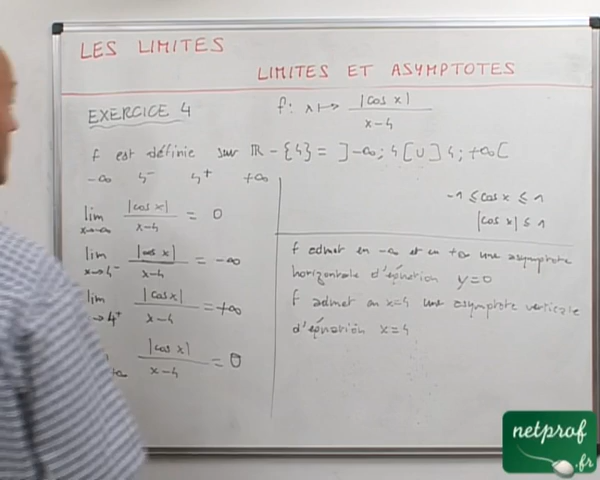 LES LIMITES
LIMITES ET ASYMPTOTES
EXERCICE 4
f: x ↦ |cos x| / x-4
f est définie sur ℝ - {4} = ]-∞; 4[ U ] 4; +∞[
-∞ 4⁻ 4⁺ +∞
lim x→-∞ |cos x| / x-4 = 0
lim x→4⁻ |cos x| / x-4 = -∞
lim →4⁺ |cos x| / x-4 = +∞
|cos x| / x-4 = 0
-1 ≤ cos x ≤ 1
|cos x| ≤ 1
f admet en -∞ et en +∞ une asymptote
horizontale d'équation y=0
f admet en x=4 une asymptote verticale
d'équation x=4
netprof
.fr